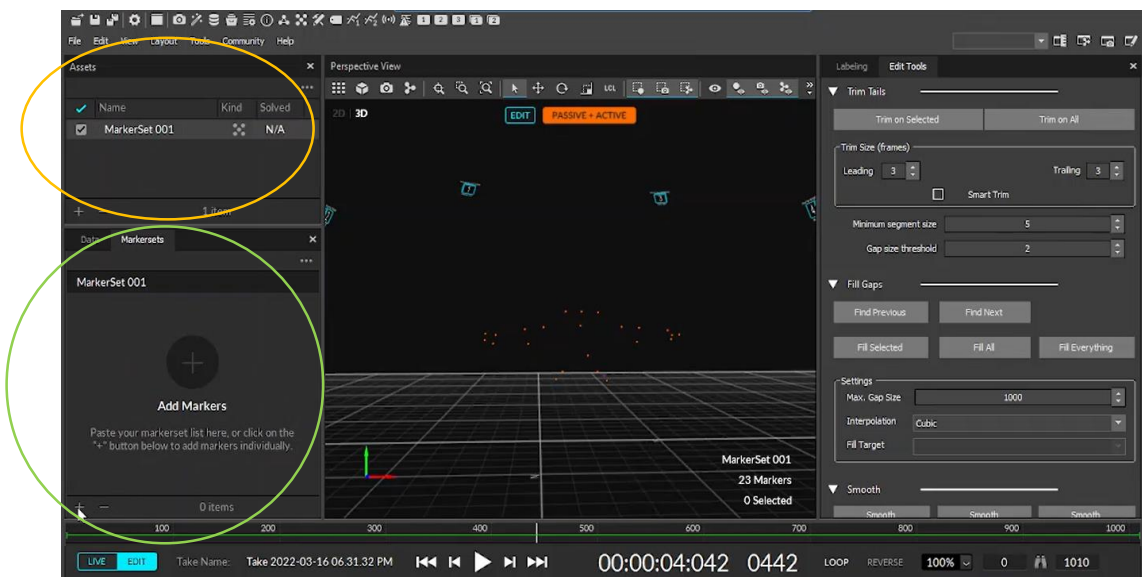 1 2 3
File Edit View Layout Tools Community Help
Assets
Name Kind Solved
MarkerSet 001 N/A
1 item
Data Markersets
MarkerSet 001
Add Markers
Paste your markerset list here, or click on the
"+" button below to add markers individually.
0 items
Perspective View
LCL
2D 3D
EDIT PASSIVE + ACTIVE
MarkerSet 001
23 Markers
0 Selected
Labeling Edit Tools
Trim Tails
Trim on Selected Trim on All
Trim Size (frames)
Leading 3 Trailing 3
Smart Trim
Minimum segment size 5
Gap size threshold 2
Fill Gaps
Find Previous Find Next
Fill Selected Fill All Fill Everything
Settings
Max. Gap Size 1000
Interpolation Cubic
Fill Target
Smooth
Smooth Smooth Smooth
100 200 300 400 500 600 700 800 900 1000
LIVE EDIT Take Name: Take 2022-03-16 06.31.32 PM 00:00:04:042 0442 LOOP REVERSE 100% 0 1010